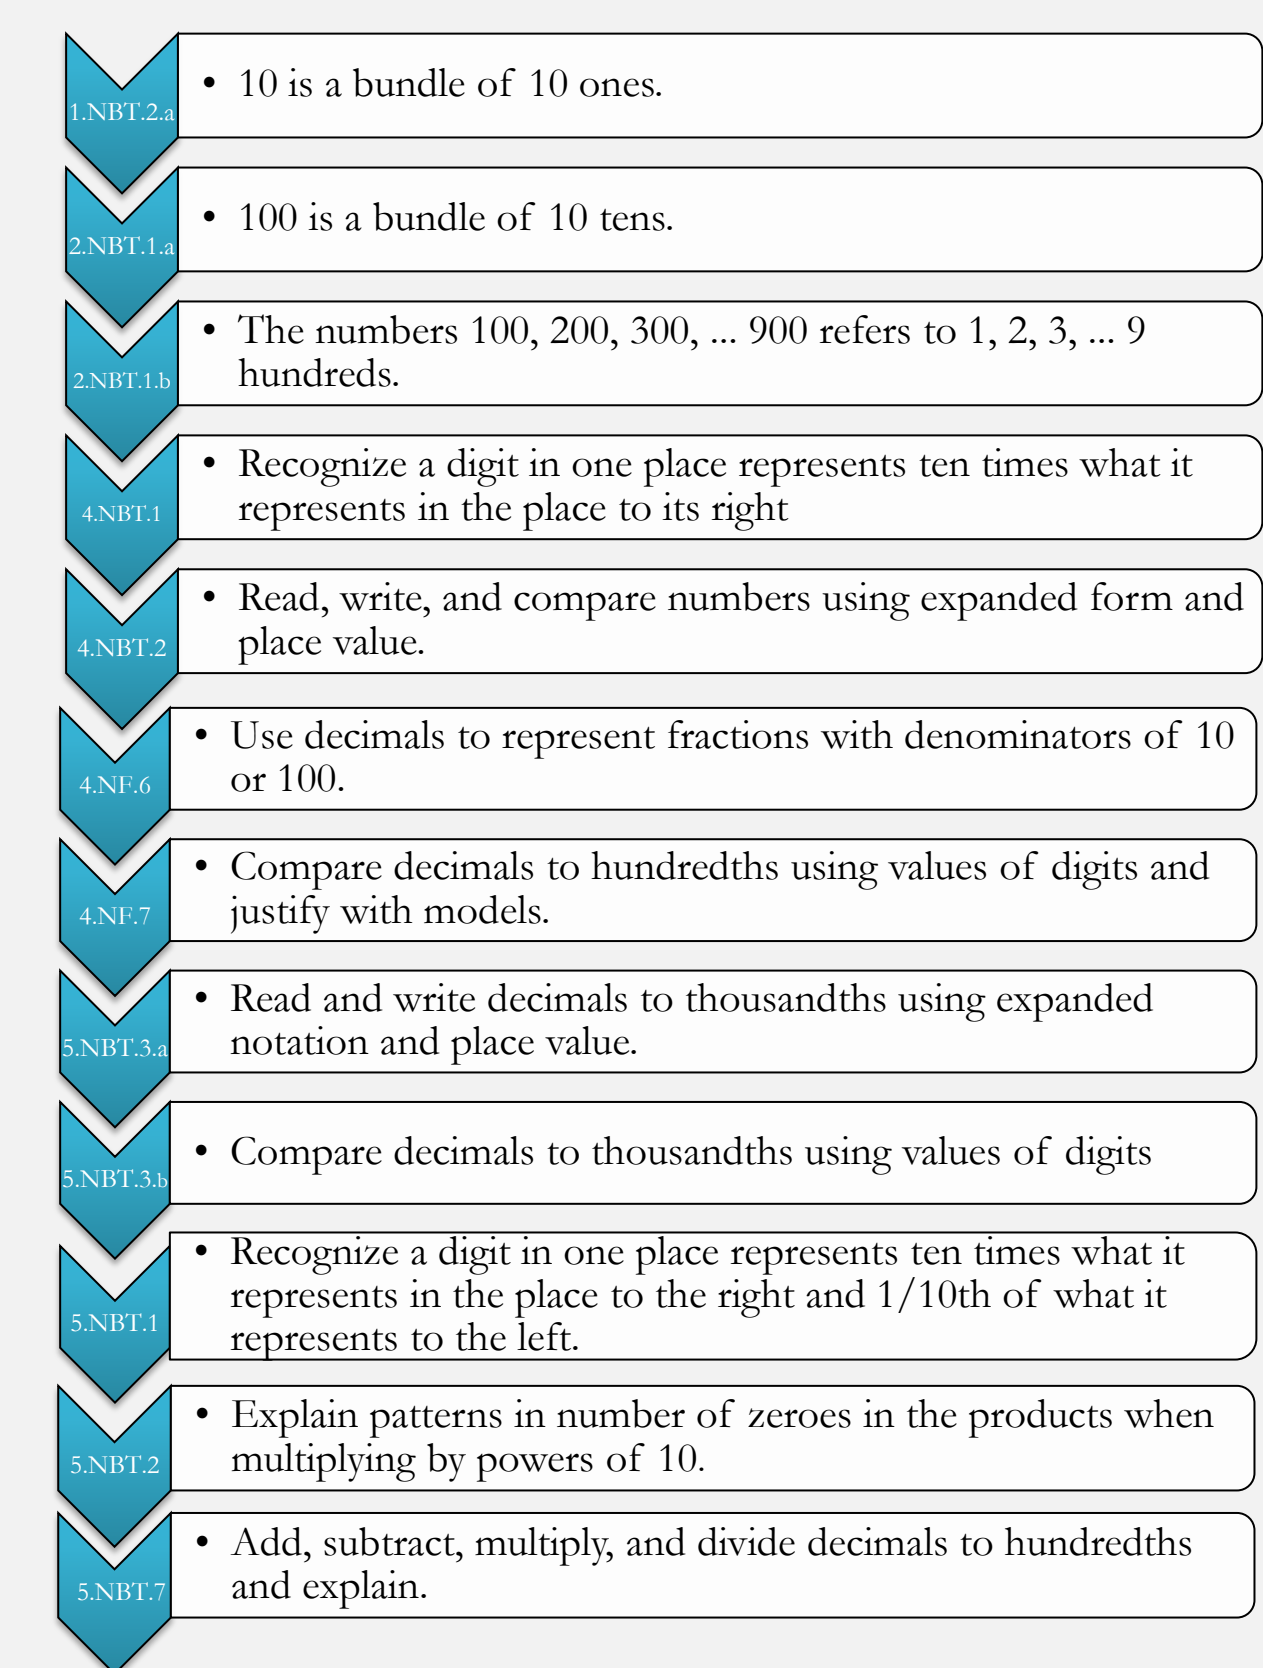 1.NBT.2.a
• 10 is a bundle of 10 ones.
2.NBT.1.a
• 100 is a bundle of 10 tens.
2.NBT.1.b
• The numbers 100, 200, 300, ... 900 refers to 1, 2, 3, ... 9
hundreds.
4.NBT.1
• Recognize a digit in one place represents ten times what it
represents in the place to its right
4.NBT.2
• Read, write, and compare numbers using expanded form and
place value.
4.NF.6
• Use decimals to represent fractions with denominators of 10
or 100.
4.NF.7
• Compare decimals to hundredths using values of digits and
justify with models.
5.NBT.3.a
• Read and write decimals to thousandths using expanded
notation and place value.
5.NBT.3.b
• Compare decimals to thousandths using values of digits
5.NBT.1
• Recognize a digit in one place represents ten times what it
represents in the place to the right and 1/10th of what it
represents to the left.
5.NBT.2
• Explain patterns in number of zeroes in the products when
multiplying by powers of 10.
5.NBT.7
• Add, subtract, multiply, and divide decimals to hundredths
and explain.